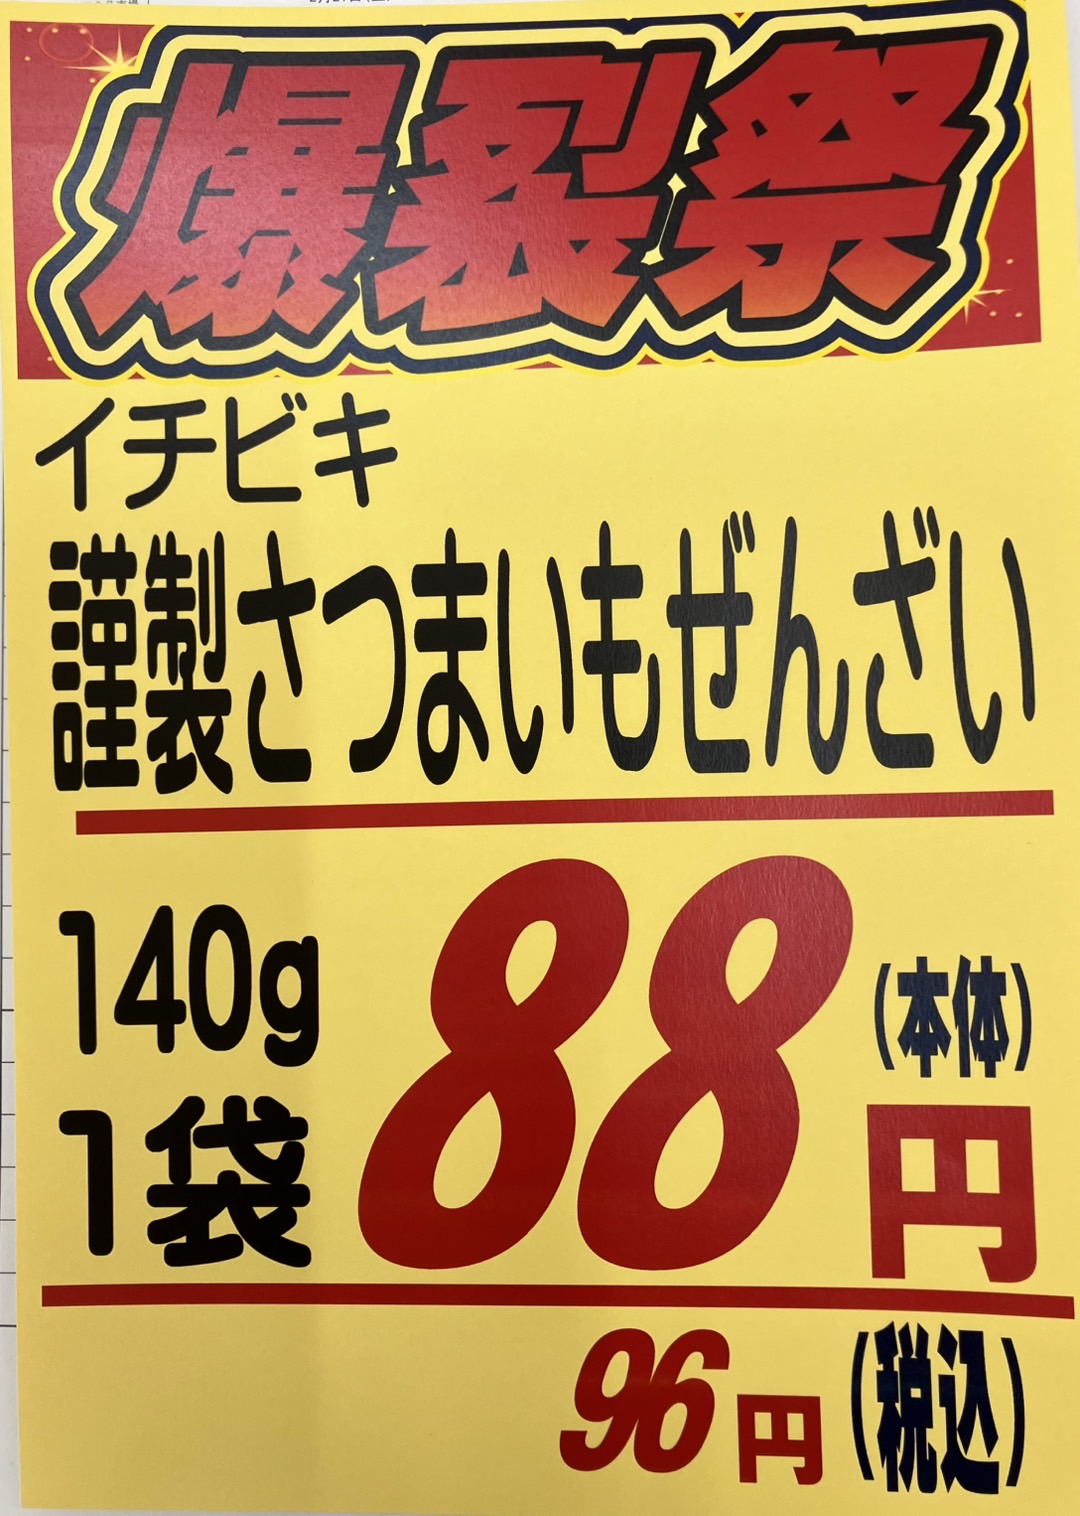 爆裂祭
イチビキ
謹製さつまいもぜんざい
140g
1袋
88
(本体)
円
96円(税込)